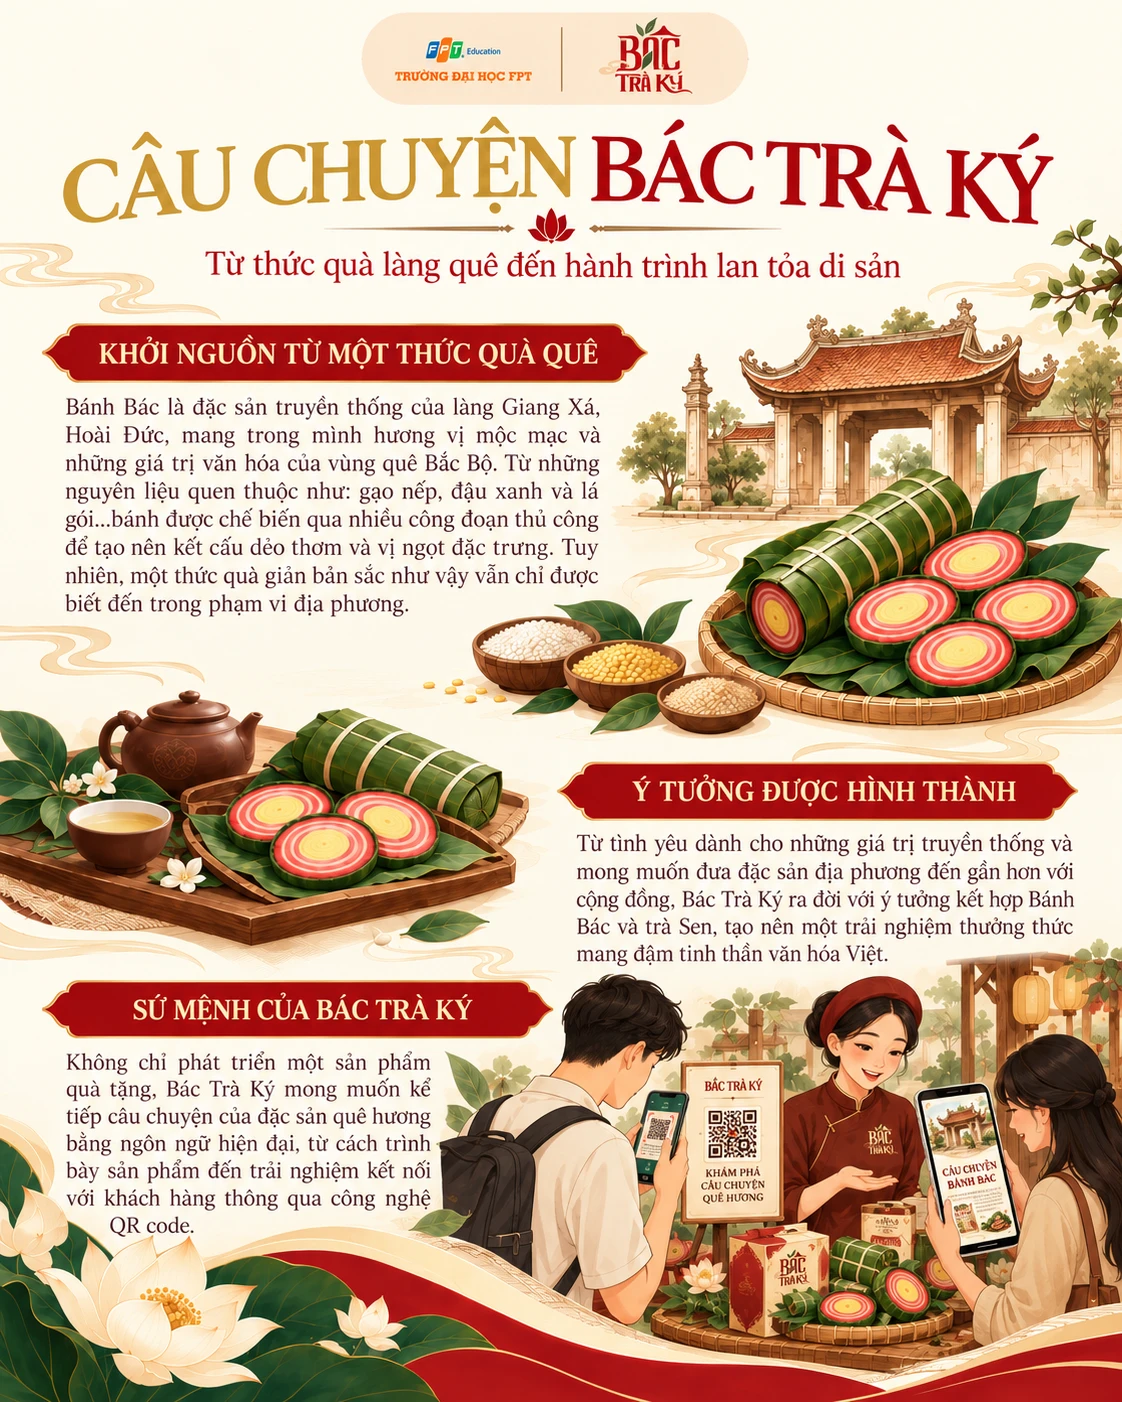 FPT Education
TRƯỜNG ĐẠI HỌC FPT
BÁC
TRÀ KÝ
CÂU CHUYỆN BÁC TRÀ KÝ
Từ thức quà làng quê đến hành trình lan tỏa di sản
KHỞI NGUỒN TỪ MỘT THỨC QUÀ QUÊ
Bánh Bác là đặc sản truyền thống của làng Giang Xá,
Hoài Đức, mang trong mình hương vị mộc mạc và
những giá trị văn hóa của vùng quê Bắc Bộ. Từ những
nguyên liệu quen thuộc như: gạo nếp, đậu xanh và lá
gói...bánh được chế biến qua nhiều công đoạn thủ công
để tạo nên kết cấu dẻo thơm và vị ngọt đặc trưng. Tuy
nhiên, một thức quà giản bản sắc như vậy vẫn chỉ được
biết đến trong phạm vi địa phương.
Ý TƯỞNG ĐƯỢC HÌNH THÀNH
Từ tình yêu dành cho những giá trị truyền thống và
mong muốn đưa đặc sản địa phương đến gần hơn với
cộng đồng, Bác Trà Ký ra đời với ý tưởng kết hợp Bánh
Bác và trà Sen, tạo nên một trải nghiệm thưởng thức
mang đậm tinh thần văn hóa Việt.
SỨ MỆNH CỦA BÁC TRÀ KÝ
Không chỉ phát triển một sản phẩm
quà tặng, Bác Trà Ký mong muốn kể
tiếp câu chuyện của đặc sản quê hương
bằng ngôn ngữ hiện đại, từ cách trình
bày sản phẩm đến trải nghiệm kết nối
với khách hàng thông qua công nghệ
QR code.
BÁC TRÀ KÝ
KHÁM PHÁ
CÂU CHUYỆN
QUÊ HƯƠNG
BÁC
TRÀ KÝ
CÂU CHUYỆN
BÁNH BÁC
BÁC
TRÀ KÝ